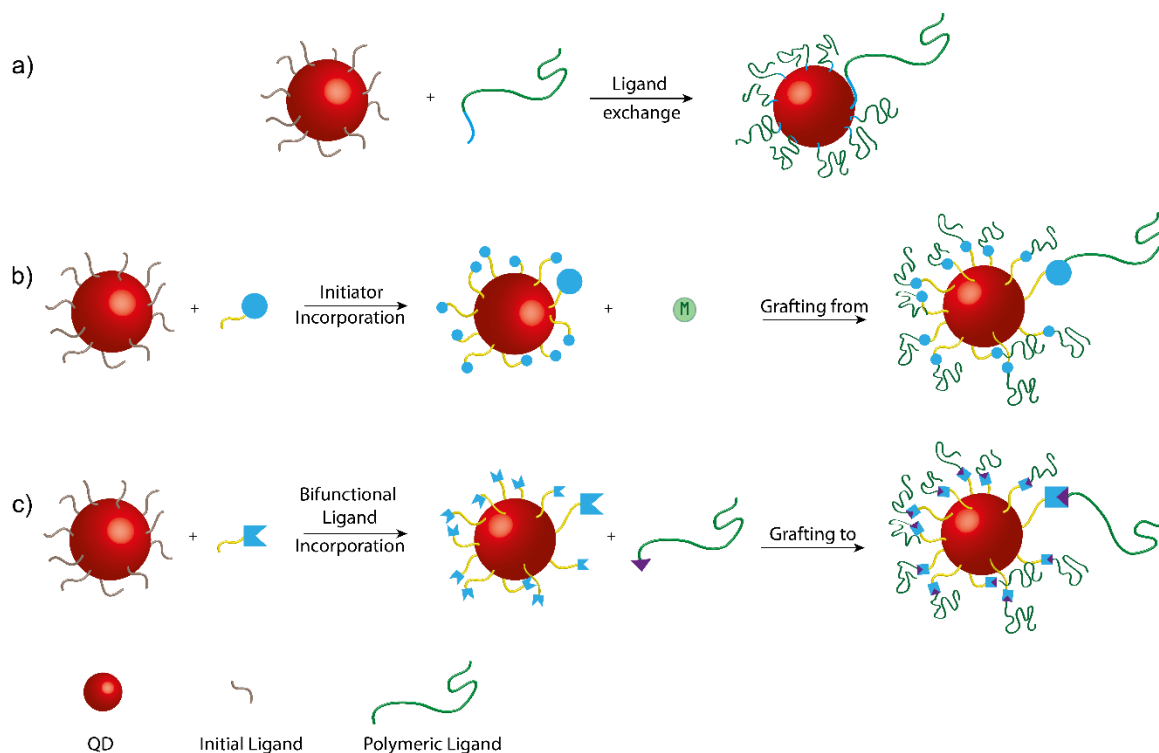 a)
+
Ligand
exchange
b)
+
Initiator
Incorporation
+
M
Grafting from
c)
+
Bifunctional
Ligand
Incorporation
+
Grafting to
QD
Initial Ligand
Polymeric Ligand